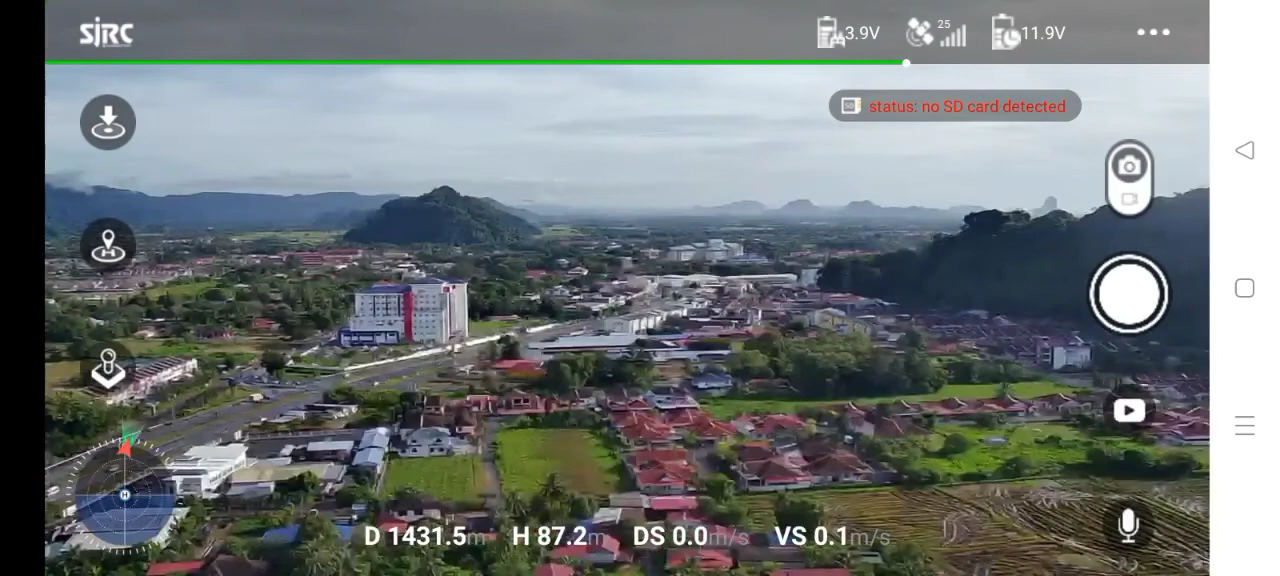 SJRC
3.9V
25
11.9V
status: no SD card detected
H
D 1431.5m H 87.2m DS 0.0m/s VS 0.1m/s